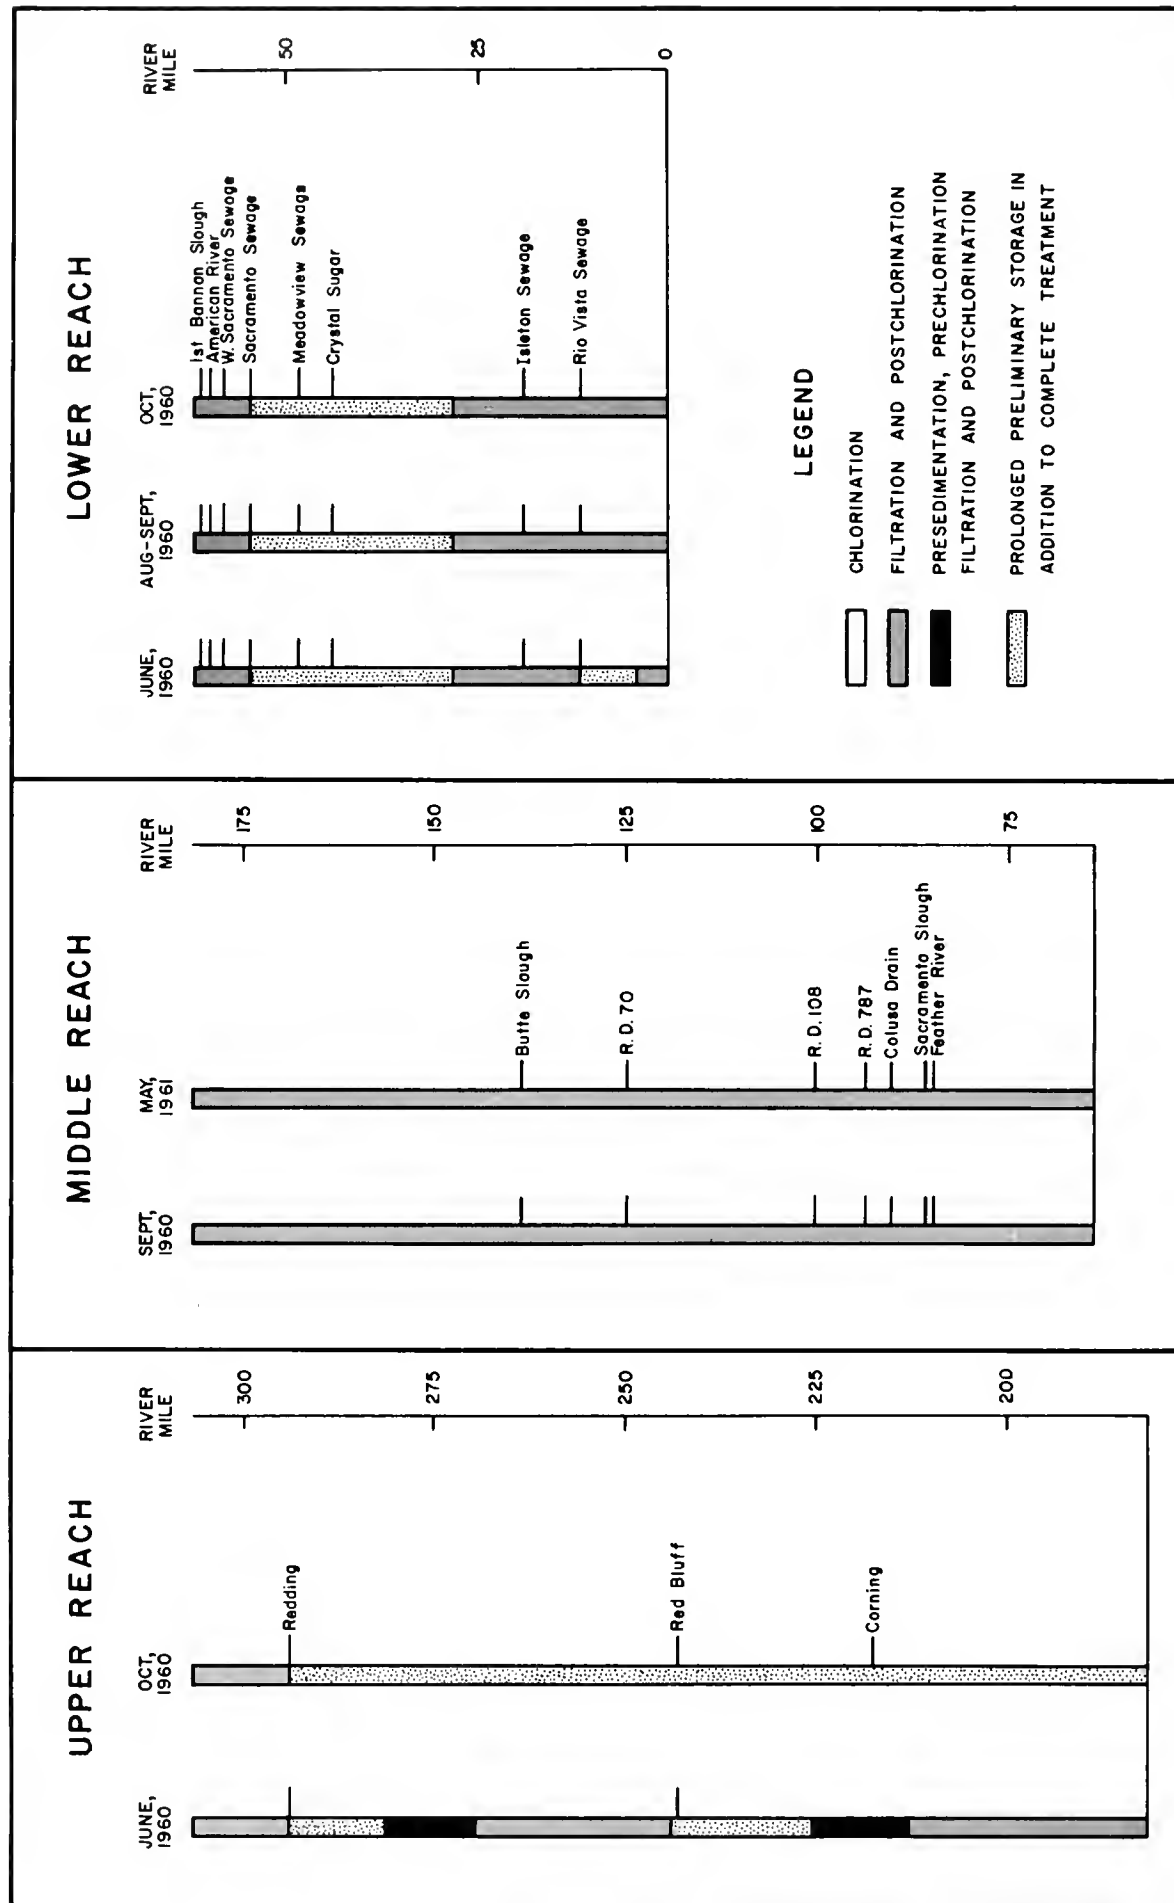 UPPER REACH
JUNE,
1960
OCT,
1960
RIVER
MILE
Redding
Red Bluff
Corning
300
275
250
225
200
MIDDLE REACH
SEPT,
1960
MAY,
1961
RIVER
MILE
Butte Slough
R.D. 70
R.D. 108
R.D. 787
Colusa Drain
Sacramento Slough
Feather River
175
150
125
100
75
LOWER REACH
JUNE,
1960
AUG-SEPT,
1960
OCT,
1960
RIVER
MILE
1st Bannon Slough
American River
W. Sacramento Sewage
Sacramento Sewage
Meadowview Sewage
Crystal Sugar
Isleton Sewage
Rio Vista Sewage
50
25
0
LEGEND
CHLORINATION
FILTRATION AND POSTCHLORINATION
PRESEDIMENTATION, PRECHLORINATION
FILTRATION AND POSTCHLORINATION
PROLONGED PRELIMINARY STORAGE IN
ADDITION TO COMPLETE TREATMENT